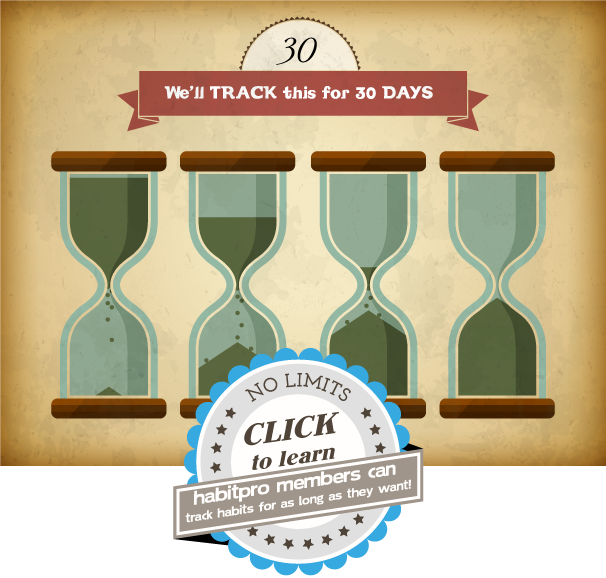 30
We'll TRACK this for 30 DAYS
NO LIMITS
CLICK
to learn
habitpro members can
track habits for as long as they want!